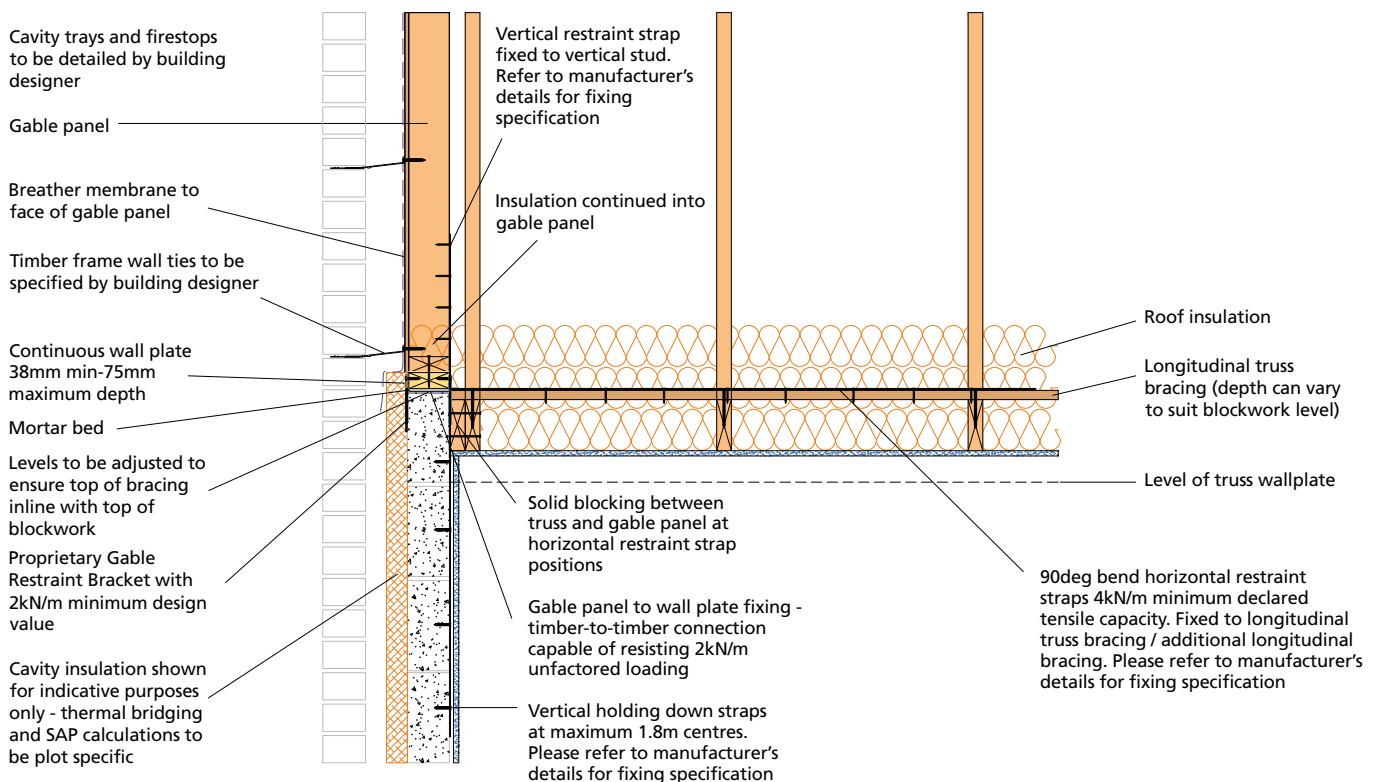 Cavity trays and firestops
to be detailed by building
designer
Gable panel
Breather membrane to
face of gable panel
Timber frame wall ties to be
specified by building designer
Continuous wall plate
38mm min-75mm
maximum depth
Mortar bed
Levels to be adjusted to
ensure top of bracing
inline with top of
blockwork
Proprietary Gable
Restraint Bracket with
2kN/m minimum design
value
Cavity insulation shown
for indicative purposes
only - thermal bridging
and SAP calculations to
be plot specific
Vertical restraint strap
fixed to vertical stud.
Refer to manufacturer's
details for fixing
specification
Insulation continued into
gable panel
Solid blocking between
truss and gable panel at
horizontal restraint strap
positions
Gable panel to wall plate fixing -
timber-to-timber connection
capable of resisting 2kN/m
unfactored loading
Vertical holding down straps
at maximum 1.8m centres.
Please refer to manufacturer's
details for fixing specification
Roof insulation
Longitudinal truss
bracing (depth can vary
to suit blockwork level)
Level of truss wallplate
90deg bend horizontal restraint
straps 4kN/m minimum declared
tensile capacity. Fixed to longitudinal
truss bracing / additional longitudinal
bracing. Please refer to manufacturer's
details for fixing specification